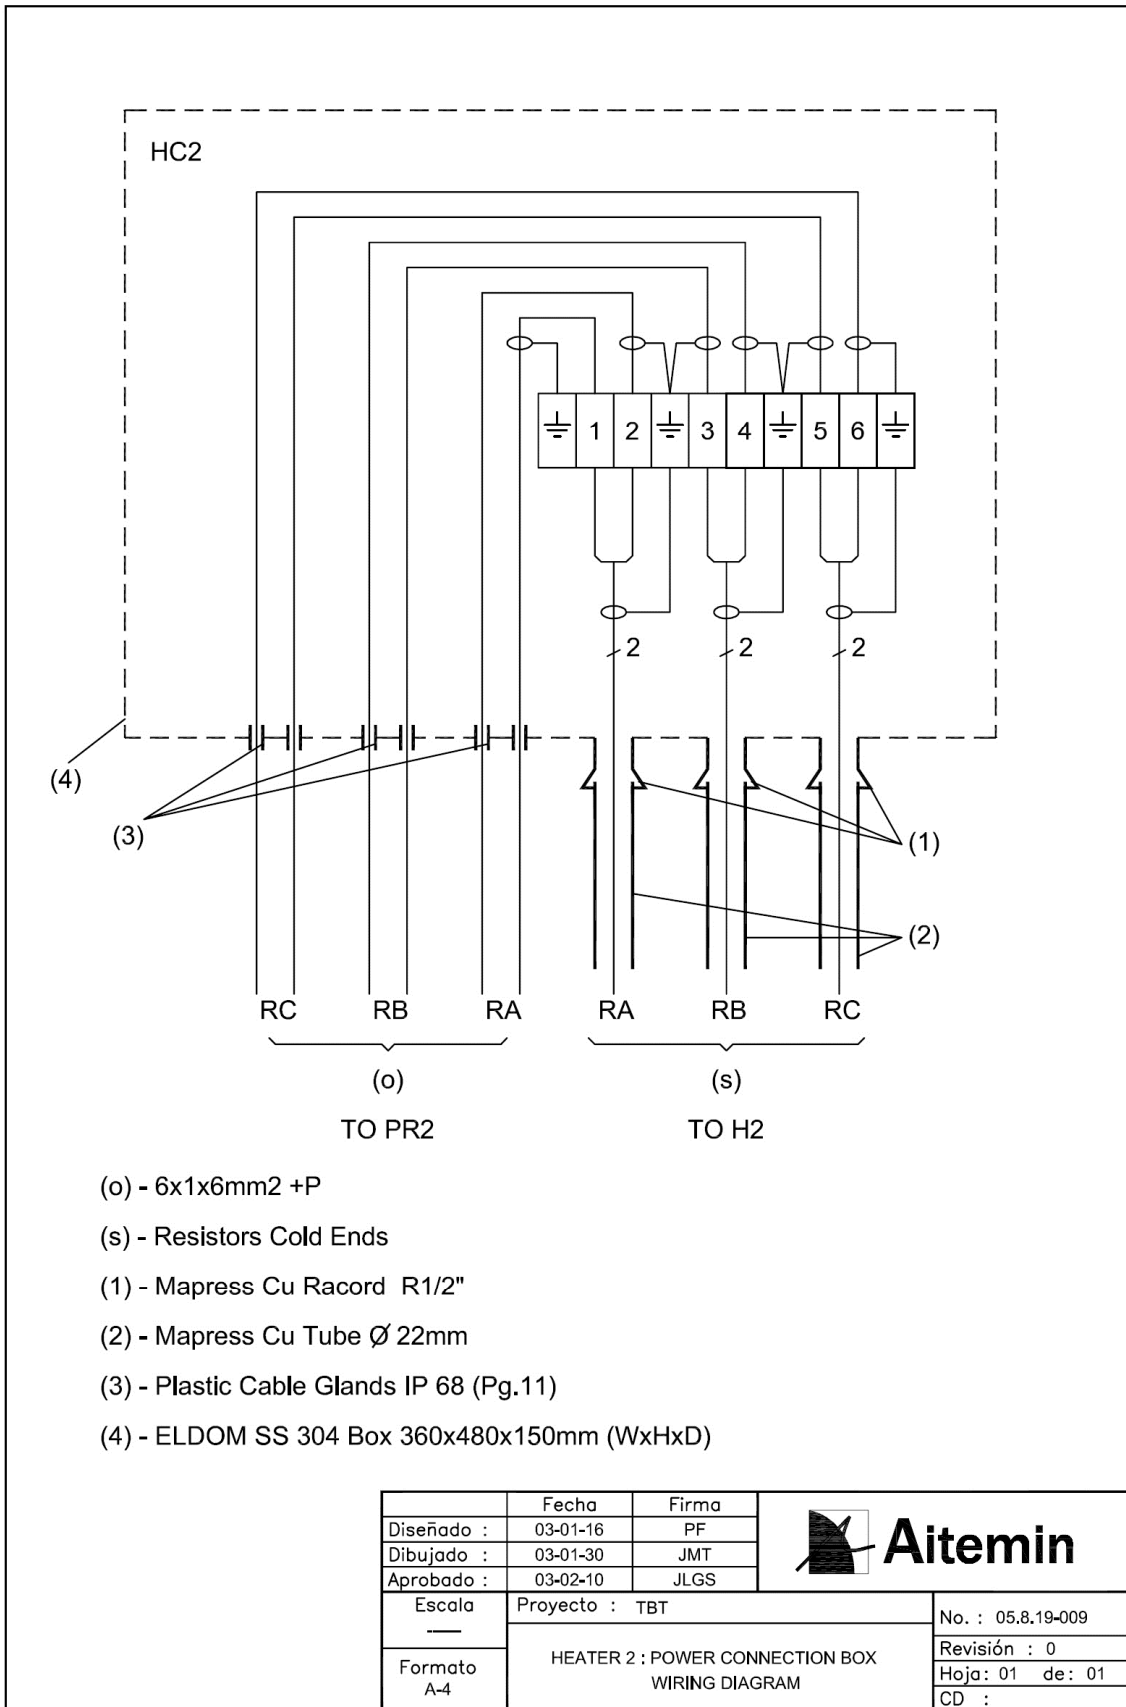 HC2
1 2 3 4 5 6
2 2 2
(4)
(3)
(1)
(2)
RC RB RA RA RB RC
(o) (s)
TO PR2 TO H2
(o) - 6x1x6mm2 +P
(s) - Resistors Cold Ends
(1) - Mapress Cu Racord R1/2"
(2) - Mapress Cu Tube Ø 22mm
(3) - Plastic Cable Glands IP 68 (Pg.11)
(4) - ELDOM SS 304 Box 360x480x150mm (WxHxD)
Fecha Firma
Diseñado : 03-01-16 PF
Dibujado : 03-01-30 JMT
Aprobado : 03-02-10 JLGS
Aitemin
Escala
Proyecto : TBT
No. : 05.8.19-009
Formato
A-4
HEATER 2 : POWER CONNECTION BOX
WIRING DIAGRAM
Revisión : 0
Hoja: 01 de: 01
CD :